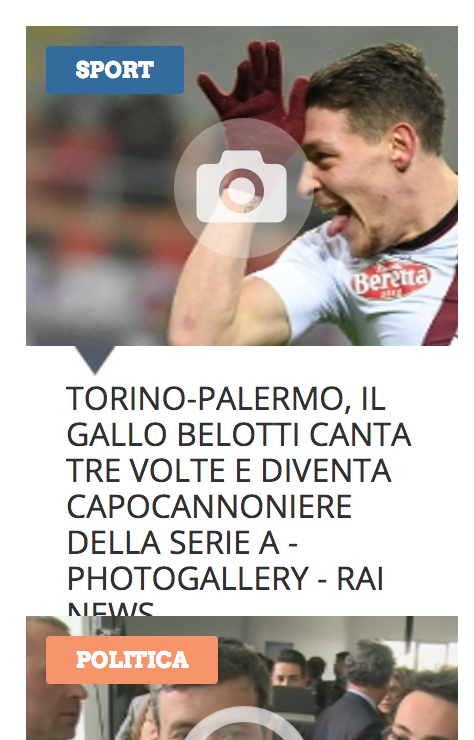 SPORT
Beretta
TORINO-PALERMO, IL
GALLO BELOTTI CANTA
TRE VOLTE E DIVENTA
CAPOCANNONIERE
DELLA SERIE A -
PHOTOGALLERY - RAI
NEWS
POLITICA